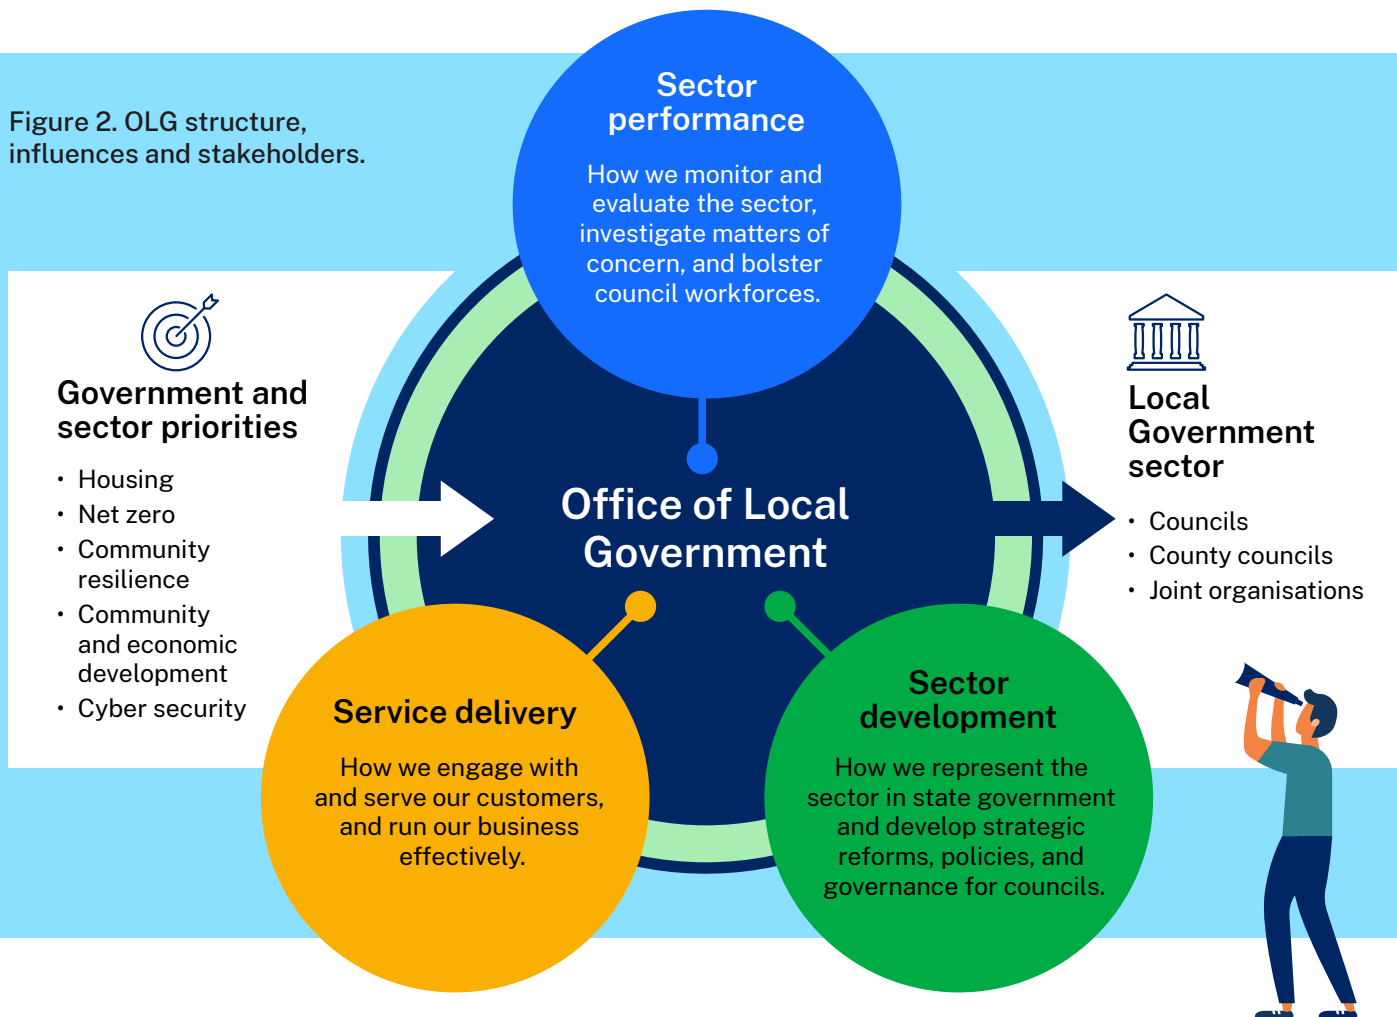 Figure 2. OLG structure,
influences and stakeholders.
Sector
performance
How we monitor and
evaluate the sector,
investigate matters of
concern, and bolster
council workforces.
Government and
sector priorities
• Housing
• Net zero
• Community
resilience
• Community
and economic
development
• Cyber security
Office of Local
Government
Local
Government
sector
• Councils
• County councils
• Joint organisations
Service delivery
How we engage with
and serve our customers,
and run our business
effectively.
Sector
development
How we represent the
sector in state government
and develop strategic
reforms, policies, and
governance for councils.